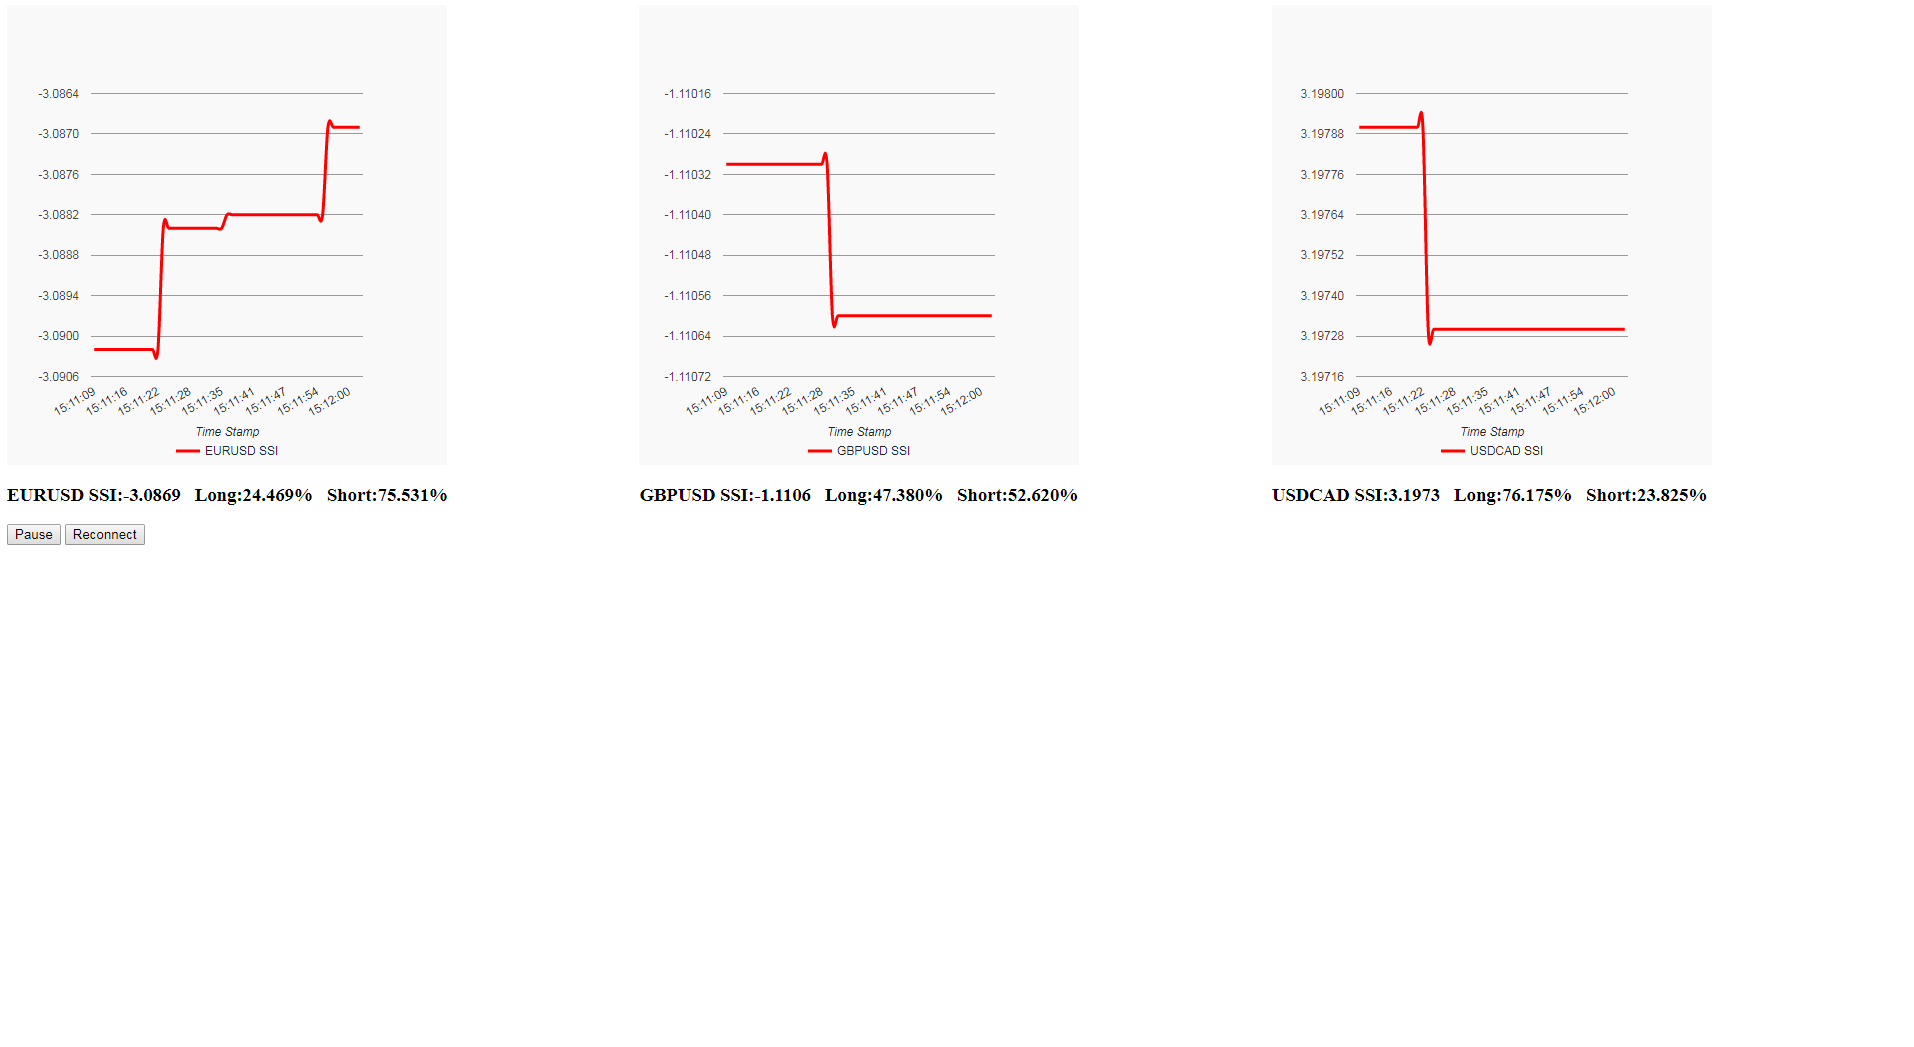 -3.0864
-3.0870
-3.0876
-3.0882
-3.0888
-3.0894
-3.0900
-3.0906
15:11:09 15:11:16 15:11:22 15:11:28 15:11:35 15:11:41 15:11:47 15:11:54 15:12:00
Time Stamp
EURUSD SSI
-1.11016
-1.11024
-1.11032
-1.11040
-1.11048
-1.11056
-1.11064
-1.11072
15:11:09 15:11:16 15:11:22 15:11:28 15:11:35 15:11:41 15:11:47 15:11:54 15:12:00
Time Stamp
GBPUSD SSI
3.19800
3.19788
3.19776
3.19764
3.19752
3.19740
3.19728
3.19716
15:11:09 15:11:16 15:11:22 15:11:28 15:11:35 15:11:41 15:11:47 15:11:54 15:12:00
Time Stamp
USDCAD SSI
EURUSD SSI:-3.0869 Long:24.469% Short:75.531%
GBPUSD SSI:-1.1106 Long:47.380% Short:52.620%
USDCAD SSI:3.1973 Long:76.175% Short:23.825%
Pause Reconnect